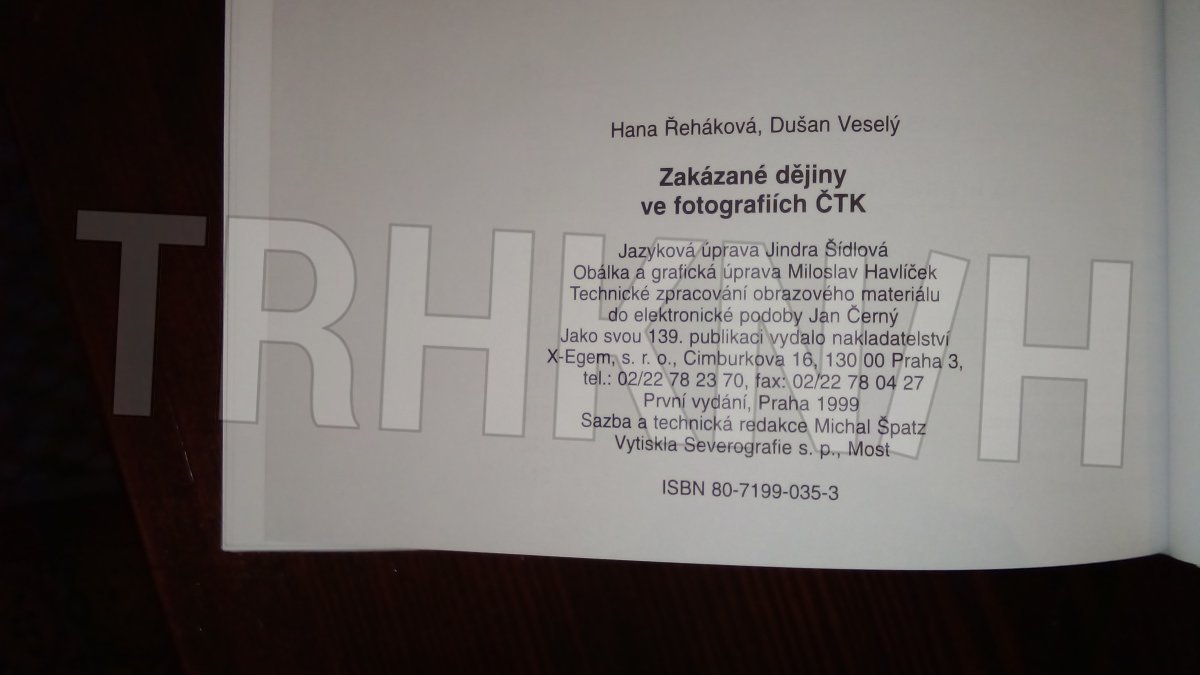 Hana Řeháková, Dušan Veselý
Zakázané dějiny
ve fotografiích ČTK
Jazyková úprava Jindra Šídlová
Obálka a grafická úprava Miloslav Havlíček
Technické zpracování obrazového materiálu
do elektronické podoby Jan Černý
Jako svou 139. publikaci vydalo nakladatelství
X-Egem, s. r. o., Cimburkova 16, 130 00 Praha 3,
tel.: 02/22 78 23 70, fax: 02/22 78 04 27
První vydání, Praha 1999
Sazba a technická redakce Michal Špatz
Vytiskla Severografie s. p., Most
ISBN 80-7199-035-3
TRHKNIH